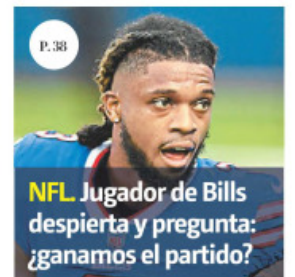 P. 38
NFL. Jugador de Bills
despierta y pregunta:
¿ganamos el partido?